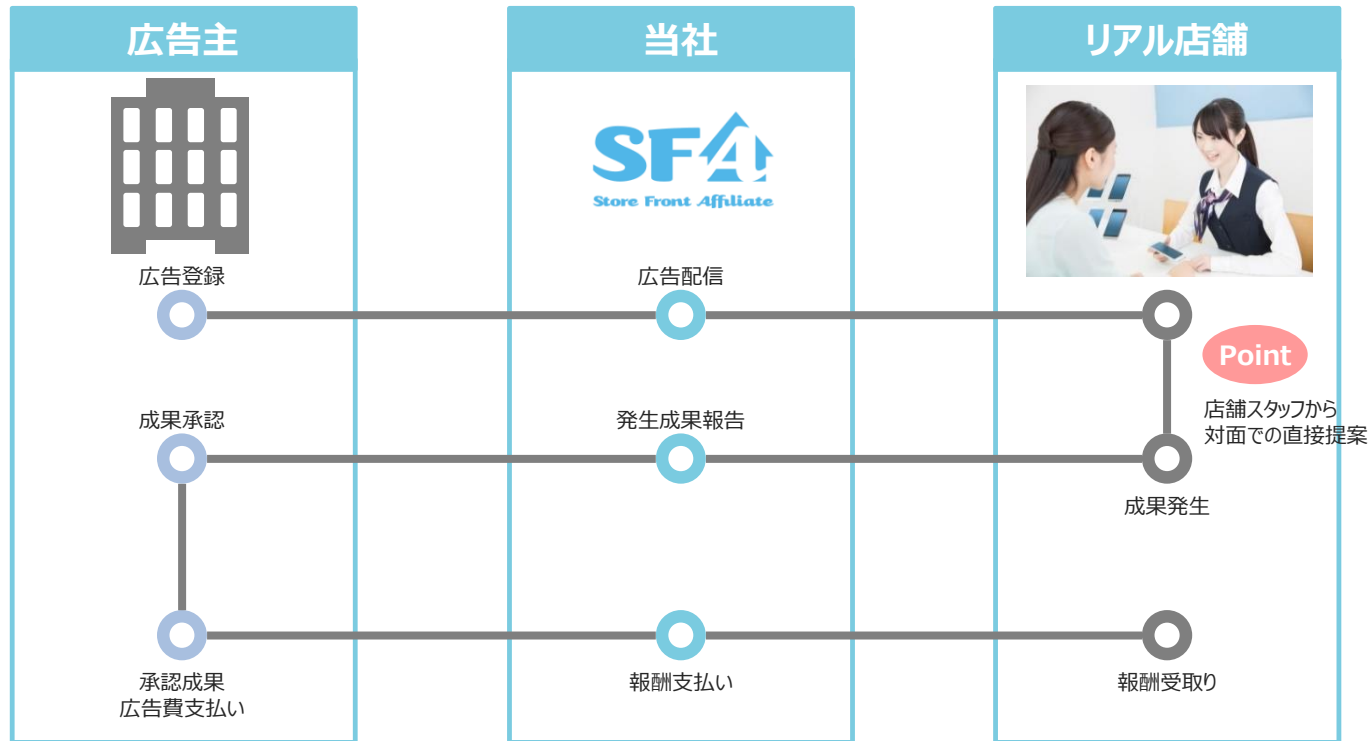 広告主
当社
リアル店舗
SFA
Store Front Affiliate
広告登録
広告配信
Point
店舗スタッフから
対面での直接提案
成果承認
発生成果報告
成果発生
承認成果
広告費支払い
報酬支払い
報酬受取り